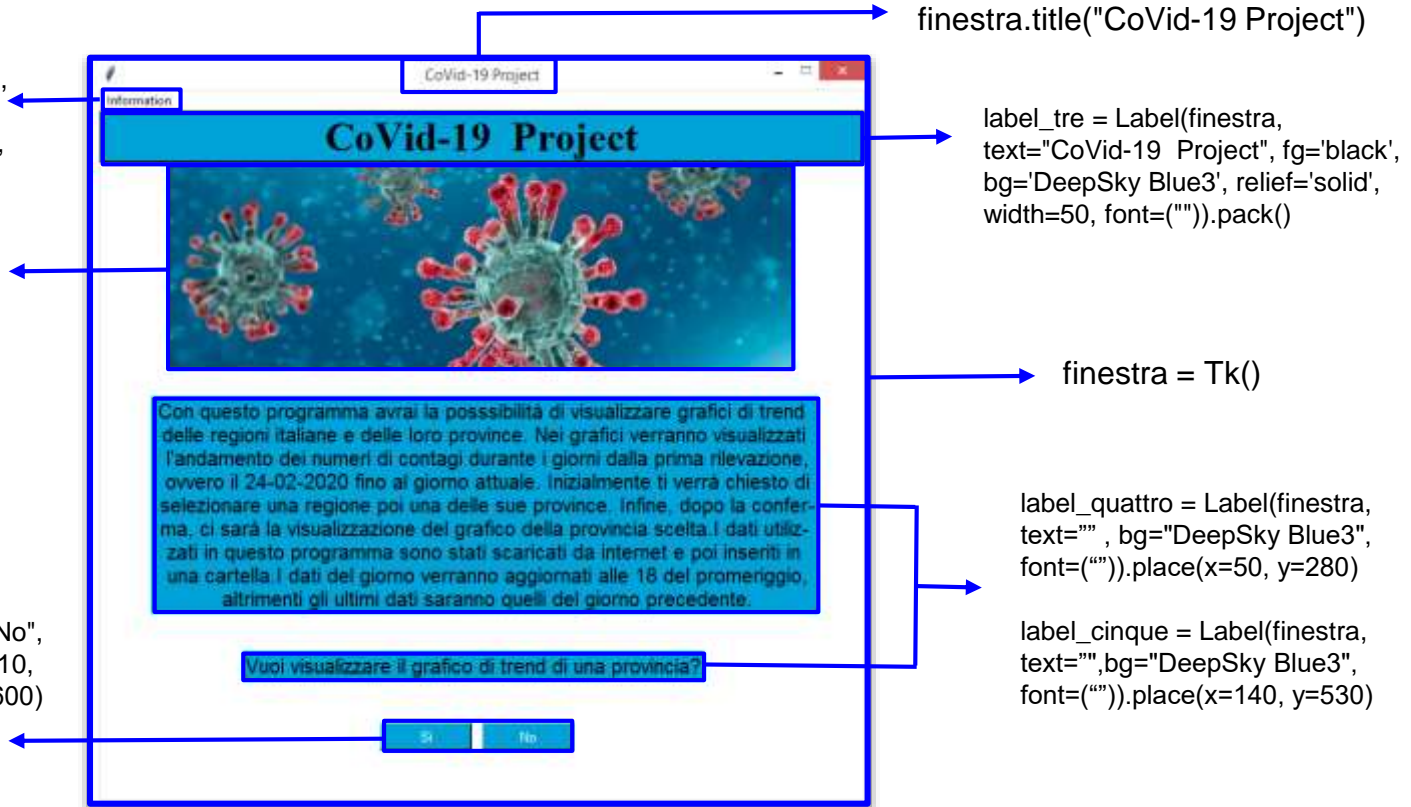 finestra.title("CoVid-19 Project")
CoVid-19 Project
,
Information
,
CoVid-19  Project
label_tre = Label(finestra,
text="CoVid-19  Project", fg='black',
bg='DeepSky Blue3', relief='solid',
width=50, font=("")).pack()
finestra = Tk()
Con questo programma avrai la posssibilità di visualizzare grafici di trend
delle regioni italiane e delle loro province. Nei grafici verranno visualizzati
l'andamento dei numeri di contagi durante i giorni dalla prima rilevazione,
ovvero il 24-02-2020 fino al giorno attuale. Inizialmente ti verrà chiesto di
selezionare una regione poi una delle sue province. Infine, dopo la confer-
ma, ci sarà la visualizzazione del grafico della provincia scelta.I dati utiliz-
zati in questo programma sono stati scaricati da internet e poi inseriti in
una cartella.I dati del giorno verranno aggiornati alle 18 del promeriggio,
altrimenti gli ultimi dati saranno quelli del giorno precedente.
label_quattro = Label(finestra,
text="” , bg="DeepSky Blue3",
font=(“”)).place(x=50, y=280)
label_cinque = Label(finestra,
text="",bg="DeepSky Blue3",
font=(“”)).place(x=140, y=530)
No",
10,
600)
Vuoi visualizzare il grafico di trend di una provincia?
Si
No